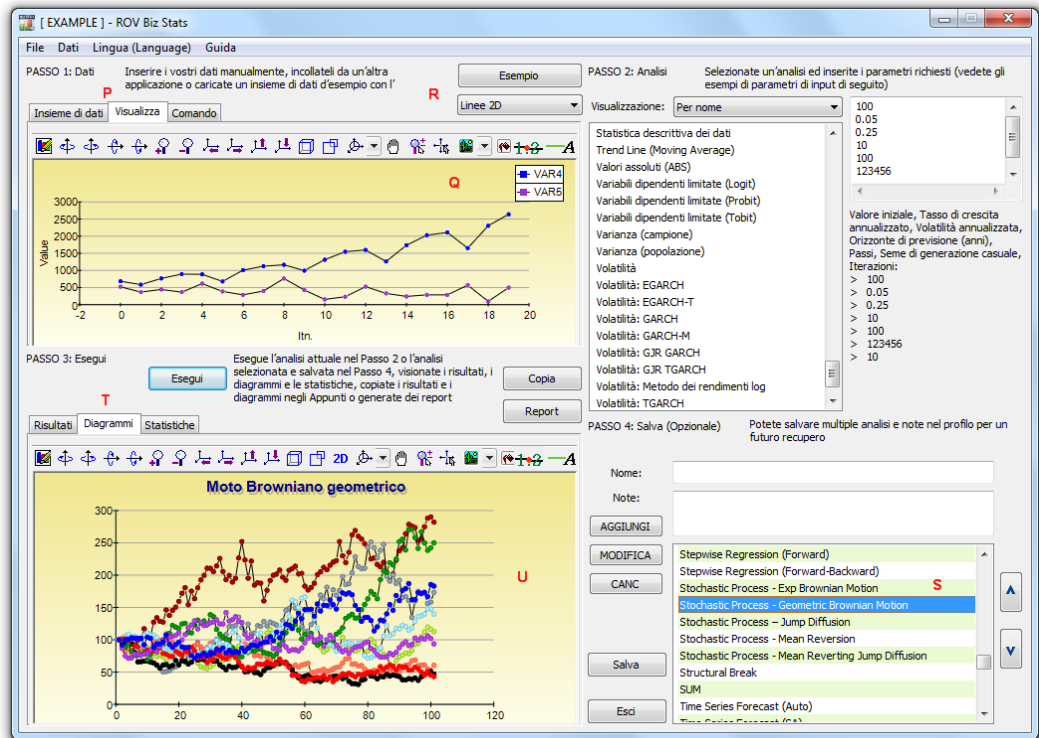 [ EXAMPLE ] - ROV Biz Stats
File Dati Lingua (Language) Guida
PASSO 1: Dati
Inserire i vostri dati manualmente, incollateli da un'altra
applicazione o caricate un insieme di dati d'esempio con l'
P
R
Esempio
Linee 2D
Insieme di dati Visualizza Comando
Q
VAR4
VAR6
Value
3000
2500
2000
1500
1000
500
0
-2 0 2 4 6 8 10 12 14 16 18 20
Itn.
PASSO 2: Analisi
Selezionate un'analisi ed inserite i parametri richiesti (vedete gli
esempi di parametri di input di seguito)
Visualizzazione: Per nome
Statistica descrittiva dei dati
Trend Line (Moving Average)
Valori assoluti (ABS)
Variabili dipendenti limitate (Logit)
Variabili dipendenti limitate (Probit)
Variabili dipendenti limitate (Tobit)
Varianza (campione)
Varianza (popolazione)
Volatilità
Volatilità: EGARCH
Volatilità: EGARCH-T
Volatilità: GARCH
Volatilità: GARCH-M
Volatilità: GJR GARCH
Volatilità: GJR TGARCH
Volatilità: Metodo dei rendimenti log
Volatilità: TGARCH
100
0.05
0.25
10
100
123456
Valore iniziale, Tasso di crescita
annualizzato, Volatilità annualizzata,
Orizzonte di previsione (anni),
Passi, Seme di generazione casuale,
Iterazioni:
> 100
> 0.05
> 0.25
> 10
> 100
> 123456
> 10
PASSO 3: Esegui
Esegui
Esegue l'analisi attuale nel Passo 2 o l'analisi
selezionata e salvata nel Passo 4, visionate i risultati, i
diagrammi e le statistiche, copiate i risultati e i
diagrammi negli Appunti o generate dei report
Copia
Report
T
Risultati Diagrammi Statistiche
2D
Moto Browniano geometrico
300
250
200
150
100
50
0
0 20 40 60 80 100 120
U
PASSO 4: Salva (Opzionale)
Potete salvare multiple analisi e note nel profilo per un
futuro recupero
Nome:
Note:
AGGIUNGI
MODIFICA
CANC
Salva
Esci
S
Stepwise Regression (Forward)
Stepwise Regression (Forward-Backward)
Stochastic Process - Exp Brownian Motion
Stochastic Process - Geometric Brownian Motion
Stochastic Process – Jump Diffusion
Stochastic Process - Mean Reversion
Stochastic Process - Mean Reverting Jump Diffusion
Structural Break
SUM
Time Series Forecast (Auto)